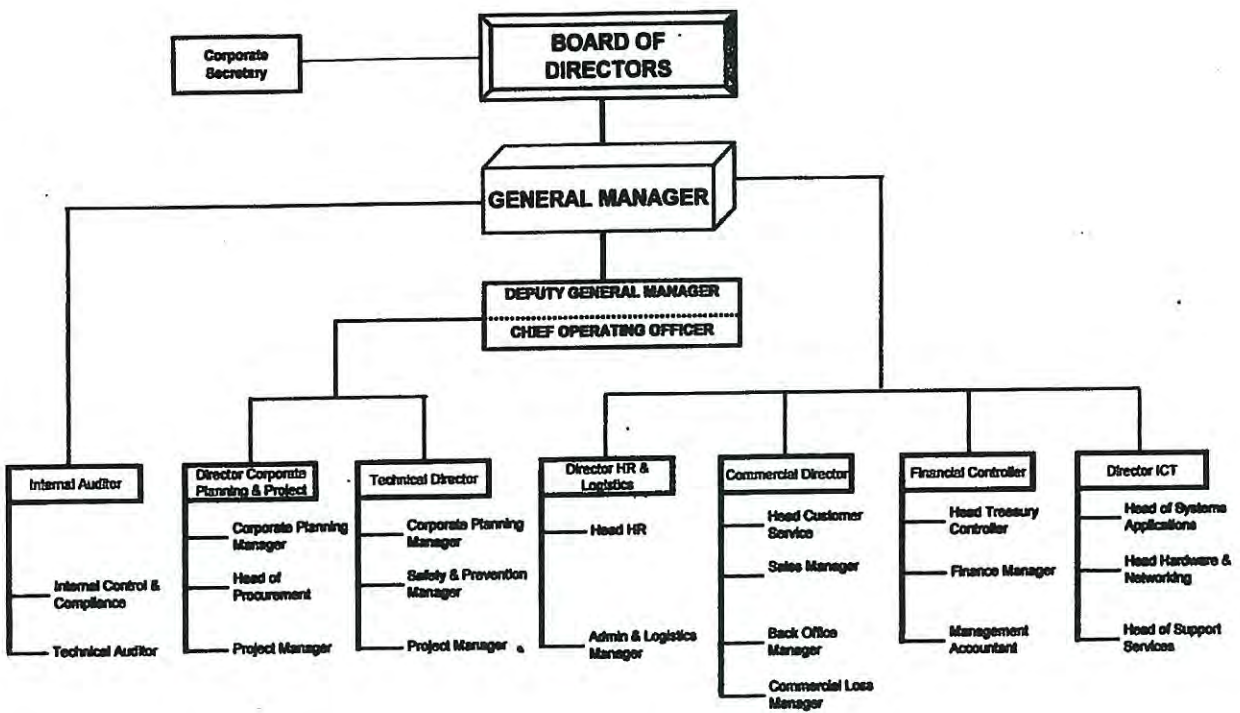 Corporate
Secretary
BOARD OF
DIRECTORS
GENERAL MANAGER
DEPUTY GENERAL MANAGER
CHIEF OPERATING OFFICER
Internal Auditor
Internal Control &
Compliance
Technical Auditor
Director Corporate
Planning & Project
Corporate Planning
Manager
Head of
Procurement
Project Manager
Technical Director
Corporate Planning
Manager
Safety & Prevention
Manager
Project Manager
Director HR &
Logistics
Head HR
Admin & Logistics
Manager
Commercial Director
Head Customer
Service
Sales Manager
Back Office
Manager
Commercial Loss
Manager
Financial Controller
Head Treasury
Controller
Finance Manager
Management
Accountant
Director ICT
Head of Systems
Applications
Head Hardware &
Networking
Head of Support
Services